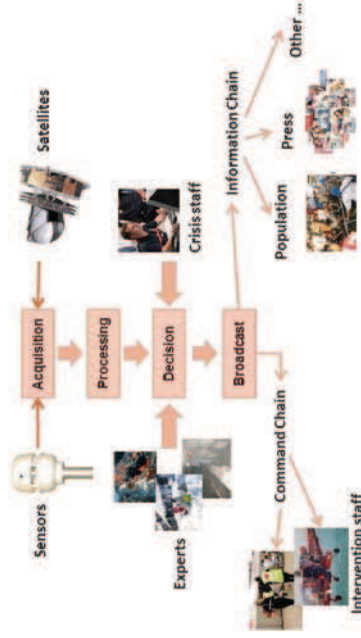 Sensors
Satellites
Acquisition
Processing
Experts
Decision
Crisis staff
Broadcast
Command Chain
Information Chain
Intervention staff
Population
Press
Other ...